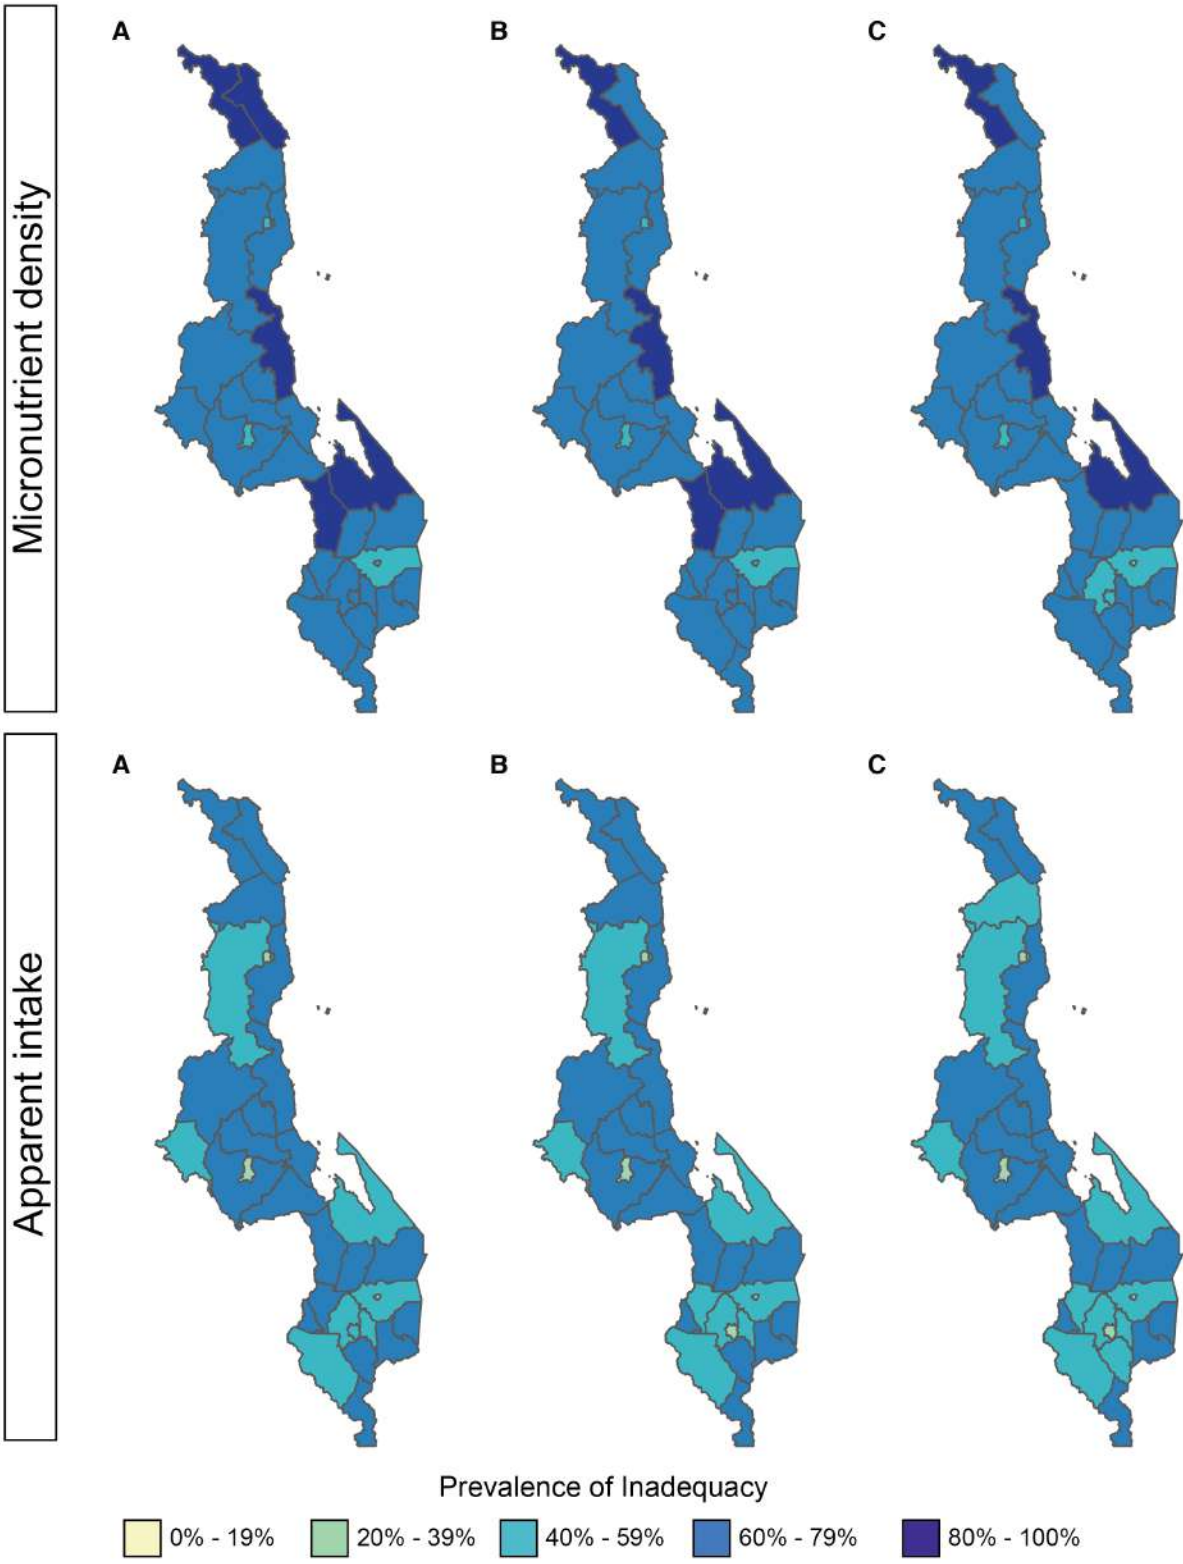 Micronutrient density
A
B
C
Apparent intake
A
B
C
Prevalence of Inadequacy
0% - 19%
20% - 39%
40% - 59%
60% - 79%
80% - 100%